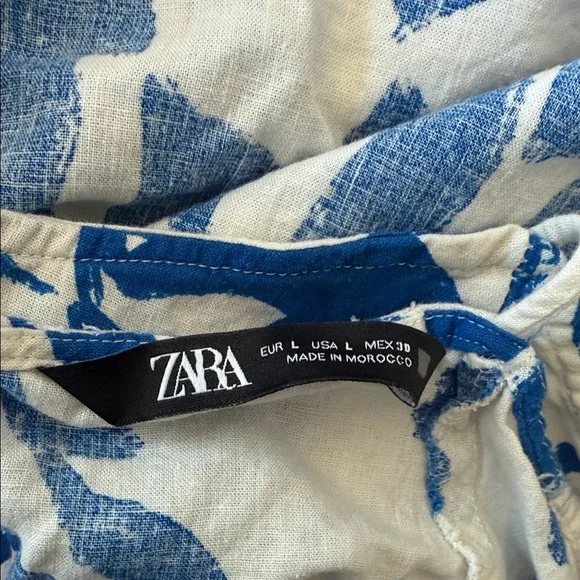 ZARA
EUR L USA L MEX 30
MADE IN MOROCCO